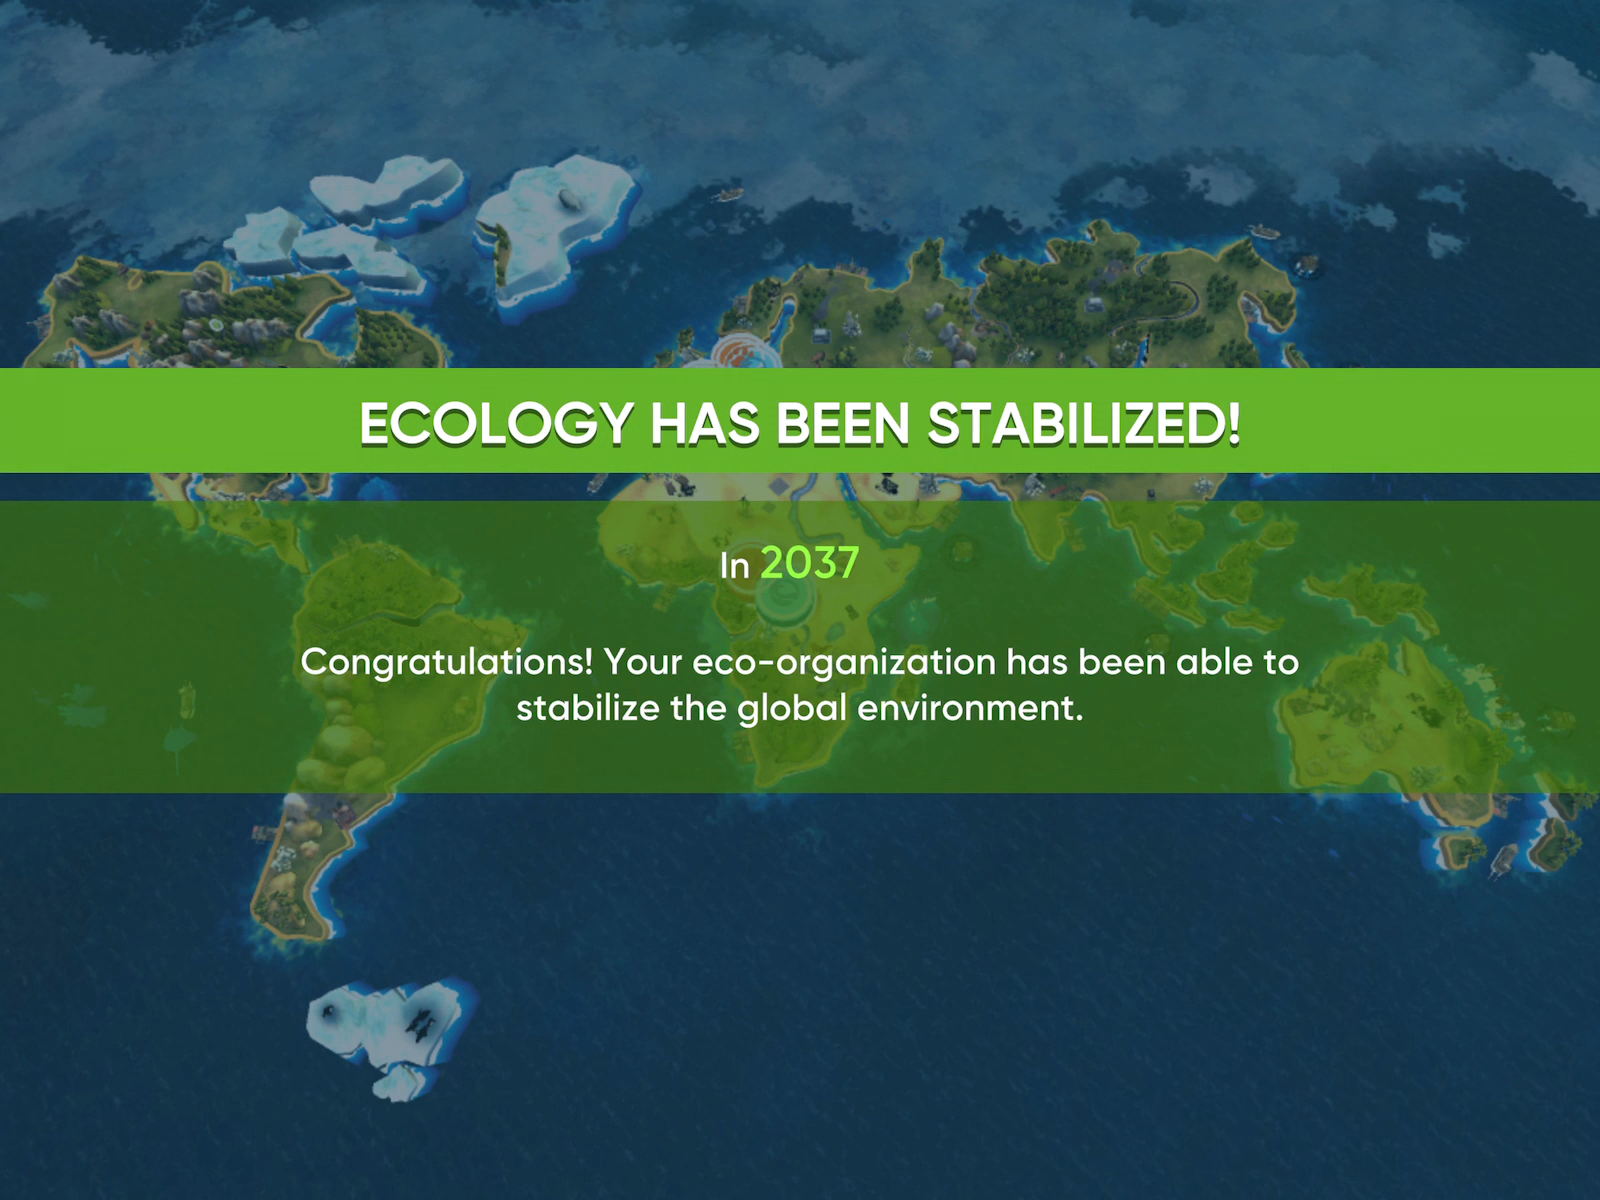 ECOLOGY HAS BEEN STABILIZED!
In 2037
Congratulations! Your eco-organization has been able to
stabilize the global environment.